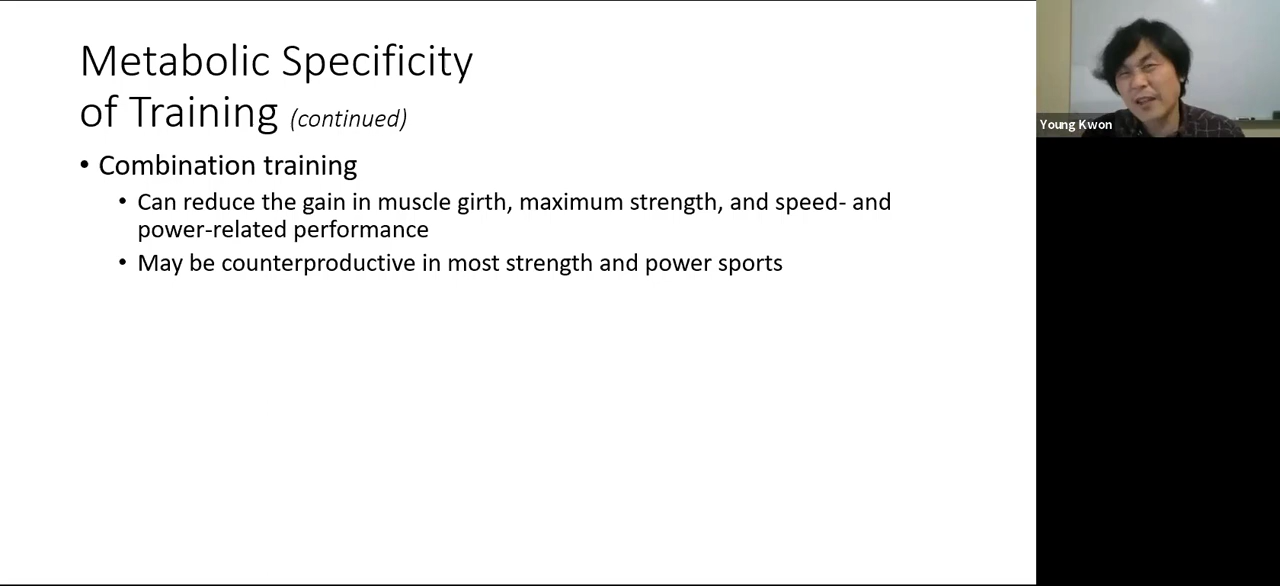 Metabolic Specificity
of Training (continued)
• Combination training
• Can reduce the gain in muscle girth, maximum strength, and speed- and
power-related performance
• May be counterproductive in most strength and power sports
Young Kwon